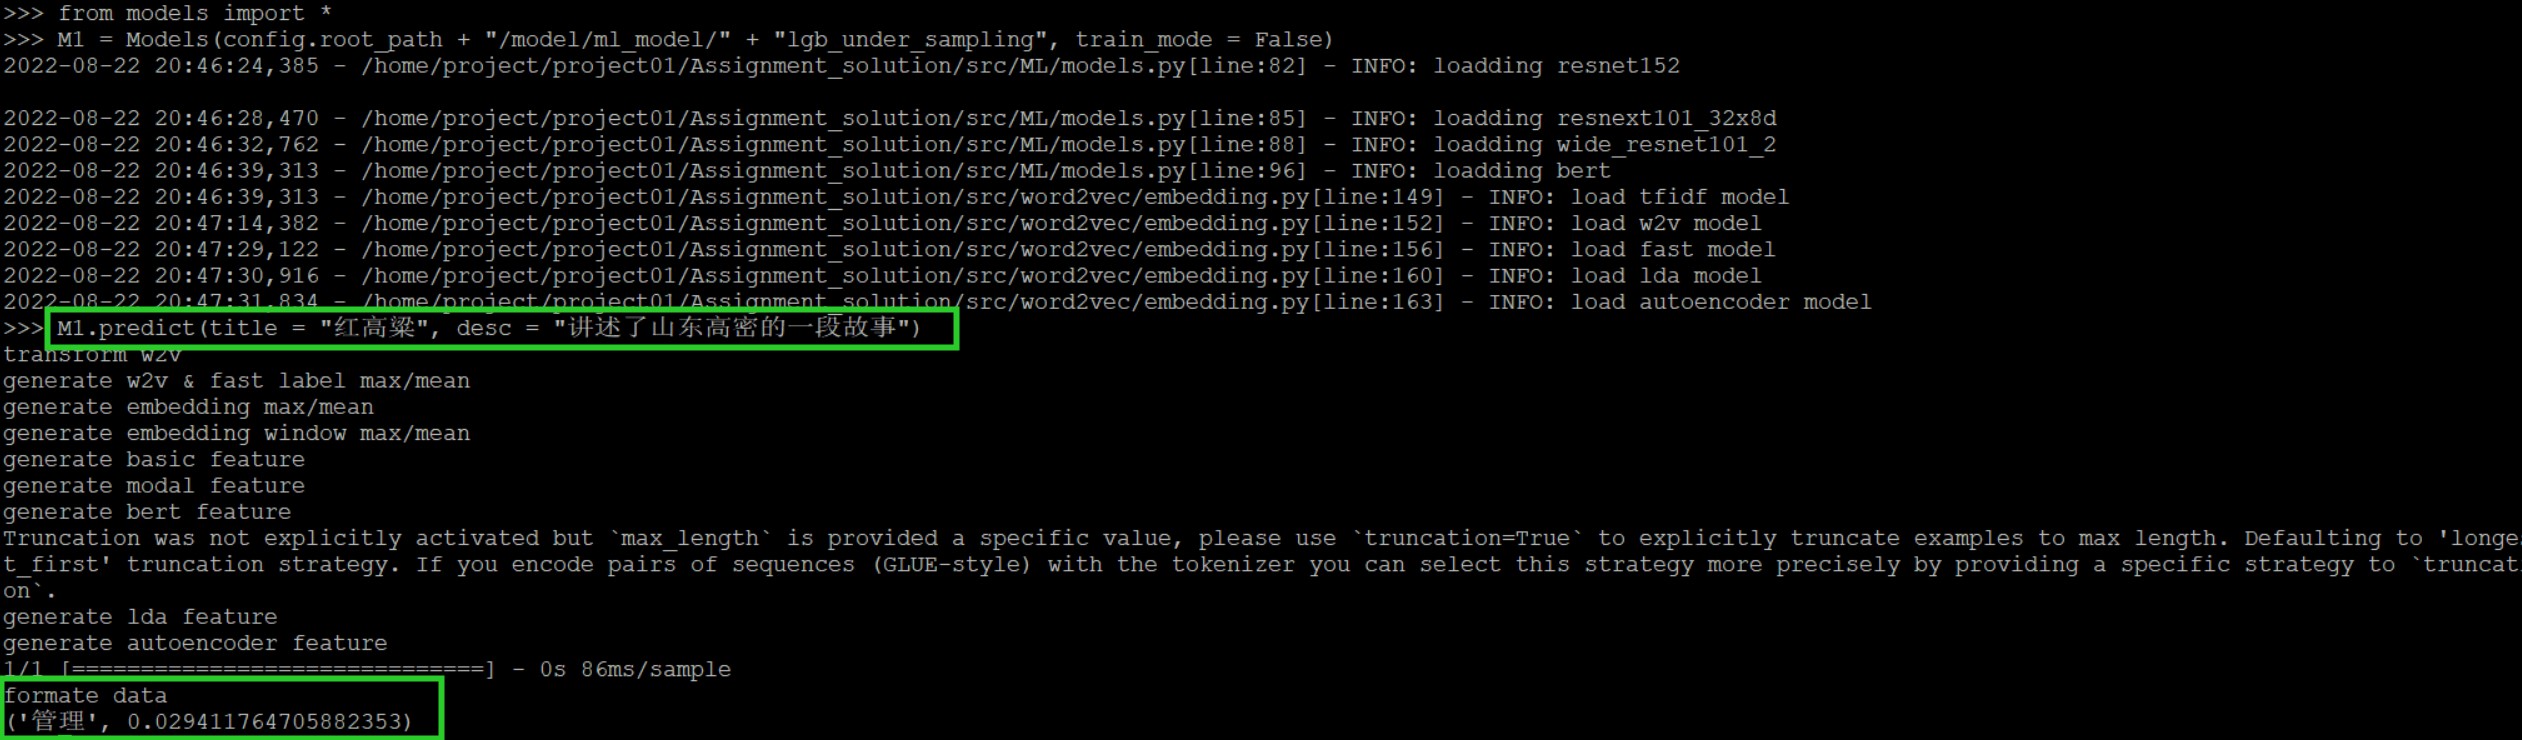 >>> from models import *
>>> M1 = Models(config.root_path + "/model/ml_model/" + "lgb_under_sampling", train_mode = False)
2022-08-22 20:46:24,385 - /home/project/project01/Assignment_solution/src/ML/models.py[line:82] - INFO: loadding resnet152
2022-08-22 20:46:28,470 - /home/project/project01/Assignment_solution/src/ML/models.py[line:85] - INFO: loadding resnext101_32x8d
2022-08-22 20:46:32,762 - /home/project/project01/Assignment_solution/src/ML/models.py[line:88] - INFO: loadding wide_resnet101_2
2022-08-22 20:46:39,313 - /home/project/project01/Assignment_solution/src/ML/models.py[line:96] - INFO: loadding bert
2022-08-22 20:46:39,313 - /home/project/project01/Assignment_solution/src/word2vec/embedding.py[line:149] - INFO: load tfidf model
2022-08-22 20:47:14,382 - /home/project/project01/Assignment_solution/src/word2vec/embedding.py[line:152] - INFO: load w2v model
2022-08-22 20:47:29,122 - /home/project/project01/Assignment_solution/src/word2vec/embedding.py[line:156] - INFO: load fast model
2022-08-22 20:47:30,916 - /home/project/project01/Assignment_solution/src/word2vec/embedding.py[line:160] - INFO: load lda model
2022-08-22 20:47:31,834 - /home/project/project01/Assignment_solution/src/word2vec/embedding.py[line:163] - INFO: load autoencoder model
>>> M1.predict(title = "红高粱", desc = "讲述了山东高密的一段故事")
transform w2v
generate w2v & fast label max/mean
generate embedding max/mean
generate embedding window max/mean
generate basic feature
generate modal feature
generate bert feature
Truncation was not explicitly activated but `max_length` is provided a specific value, please use `truncation=True` to explicitly truncate examples to max length. Defaulting to 'longes
t_first' truncation strategy. If you encode pairs of sequences (GLUE-style) with the tokenizer you can select this strategy more precisely by providing a specific strategy to `truncati
on`.
generate lda feature
generate autoencoder feature
1/1 [==============================] - 0s 86ms/sample
formate data
('管理', 0.029411764705882353)